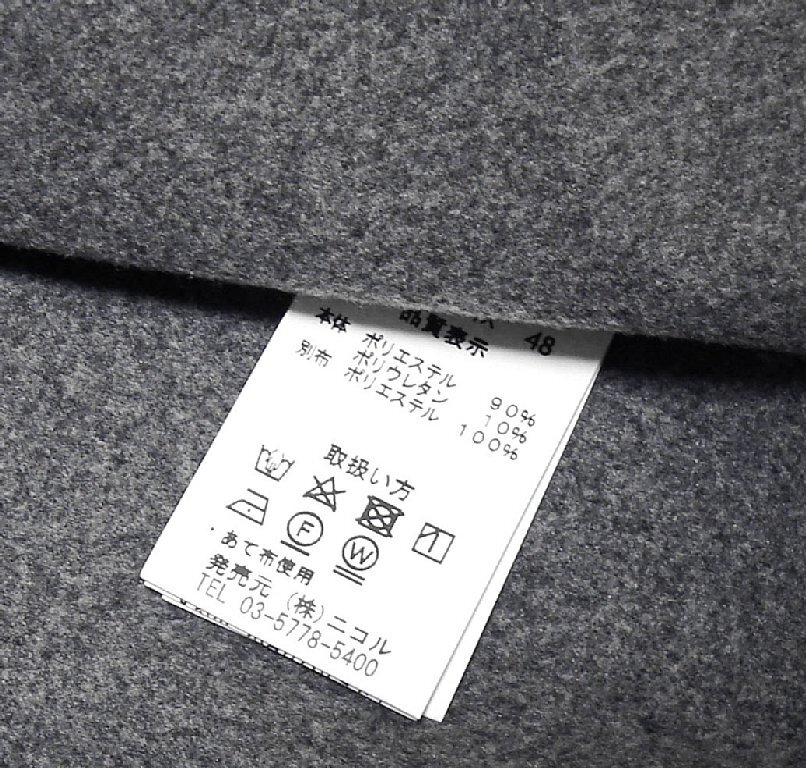 48
品質表示
本体 ポリエステル 90%
ポリウレタン 10%
別布 ポリエステル 100%
取扱い方
F
W
・あて布使用
発売元 (株)ニコル
TEL 03-5778-5400